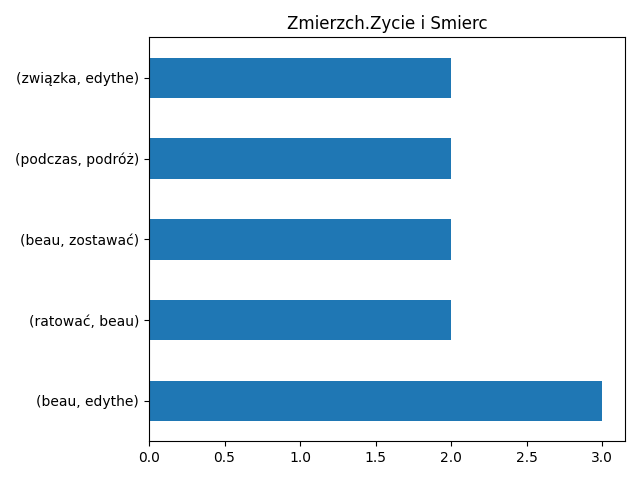 Zmierzch.Zycie i Smierc
(związka, edythe)
(podczas, podróż)
(beau, zostawać)
(ratować, beau)
(beau, edythe)
0.0 0.5 1.0 1.5 2.0 2.5 3.0